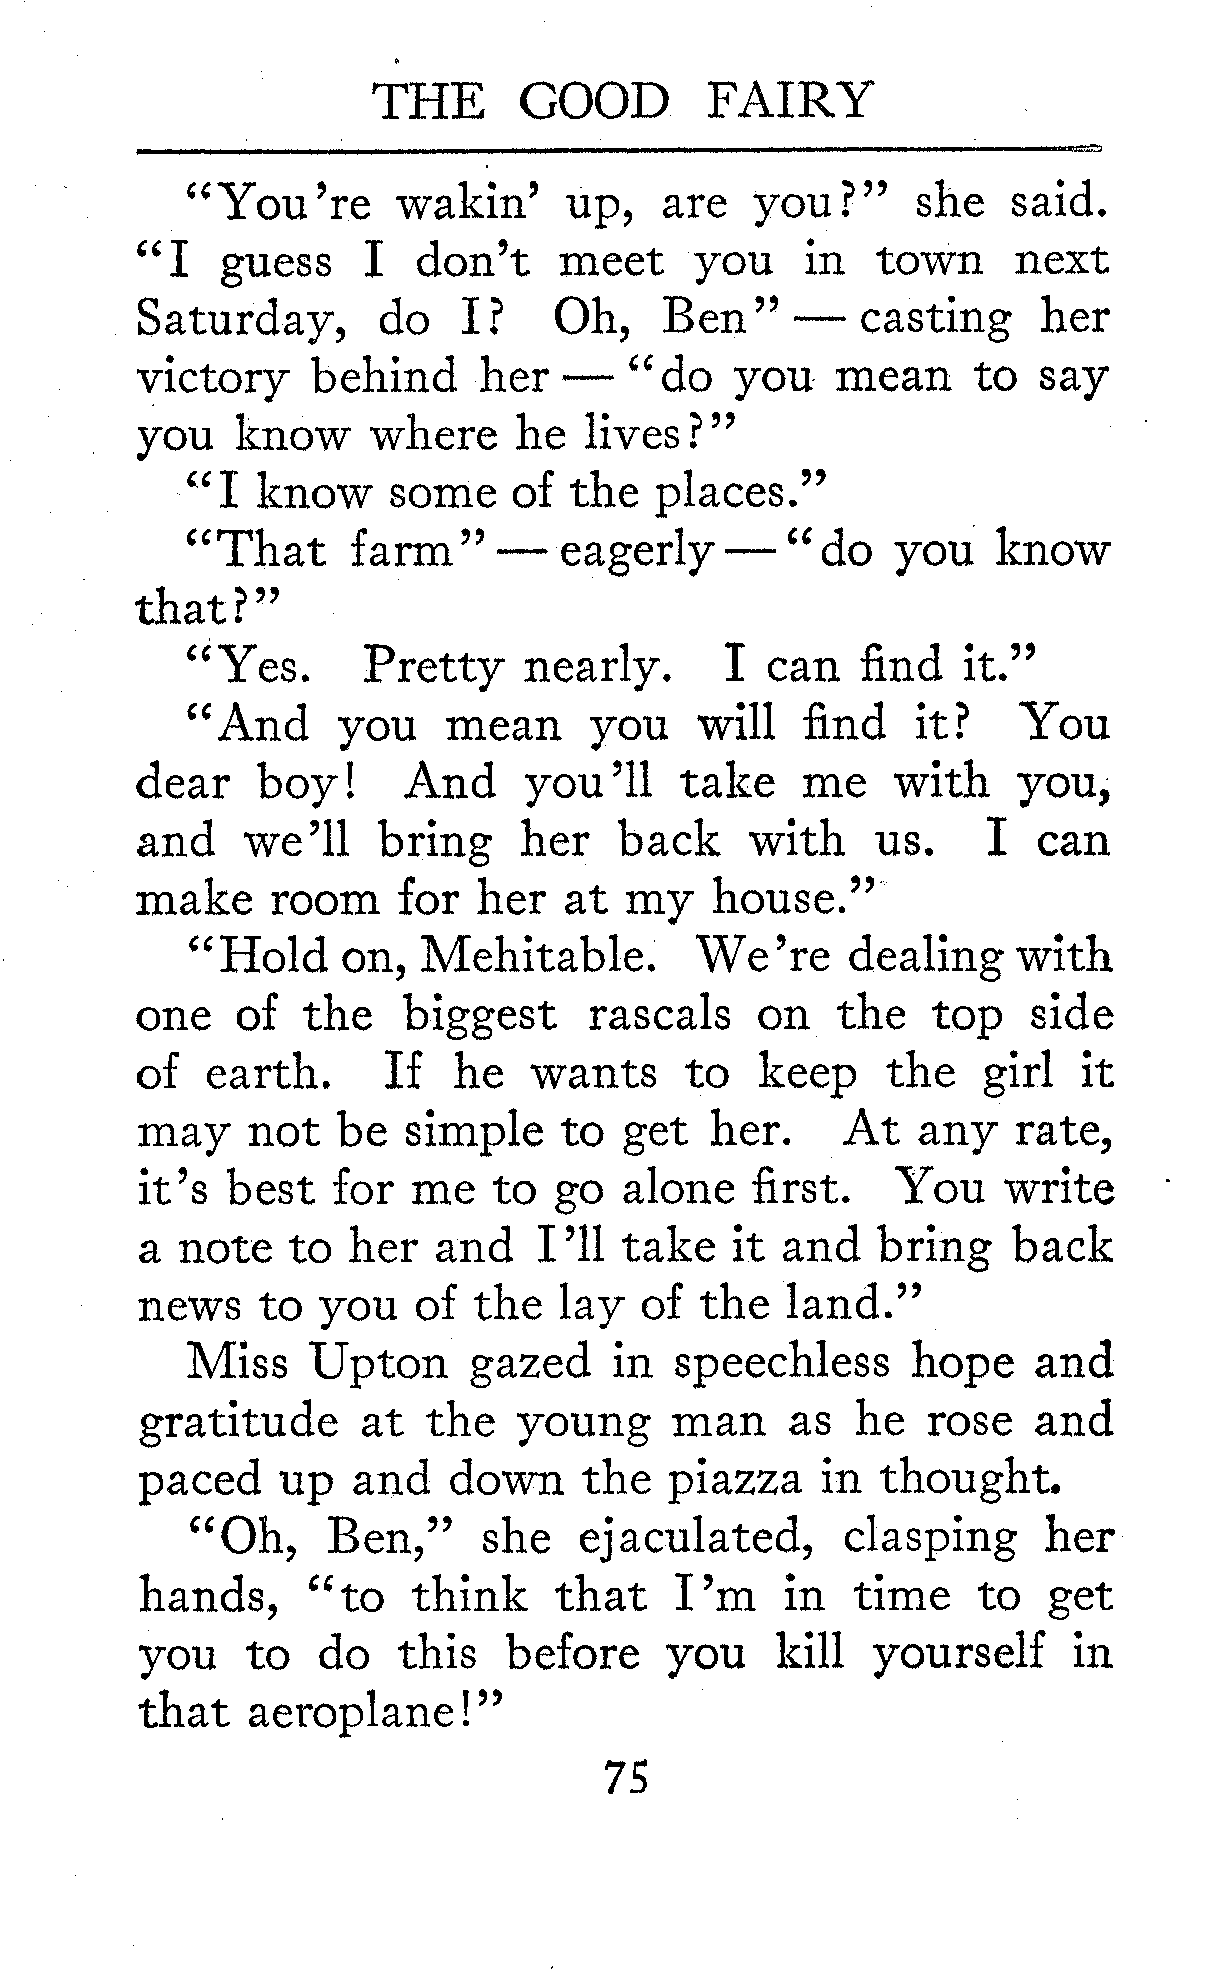 THE GOOD FAIRY
"You're wakin' up, are you?" she said.
"I guess I don't meet you in town next
Saturday, do I? Oh, Ben" — casting her
victory behind her — "do you mean to say
you know where he lives?"
"I know some of the places."
"That farm" — eagerly — "do you know
that?"
"Yes. Pretty nearly. I can find it."
"And you mean you will find it? You
dear boy! And you'll take me with you,
and we'll bring her back with us. I can
make room for her at my house."
"Hold on, Mehitable. We're dealing with
one of the biggest rascals on the top side
of earth. If he wants to keep the girl it
may not be simple to get her. At any rate,
it's best for me to go alone first. You write
a note to her and I'll take it and bring back
news to you of the lay of the land."
Miss Upton gazed in speechless hope and
gratitude at the young man as he rose and
paced up and down the piazza in thought.
"Oh, Ben," she ejaculated, clasping her
hands, "to think that I'm in time to get
you to do this before you kill yourself in
that aeroplane!"
75